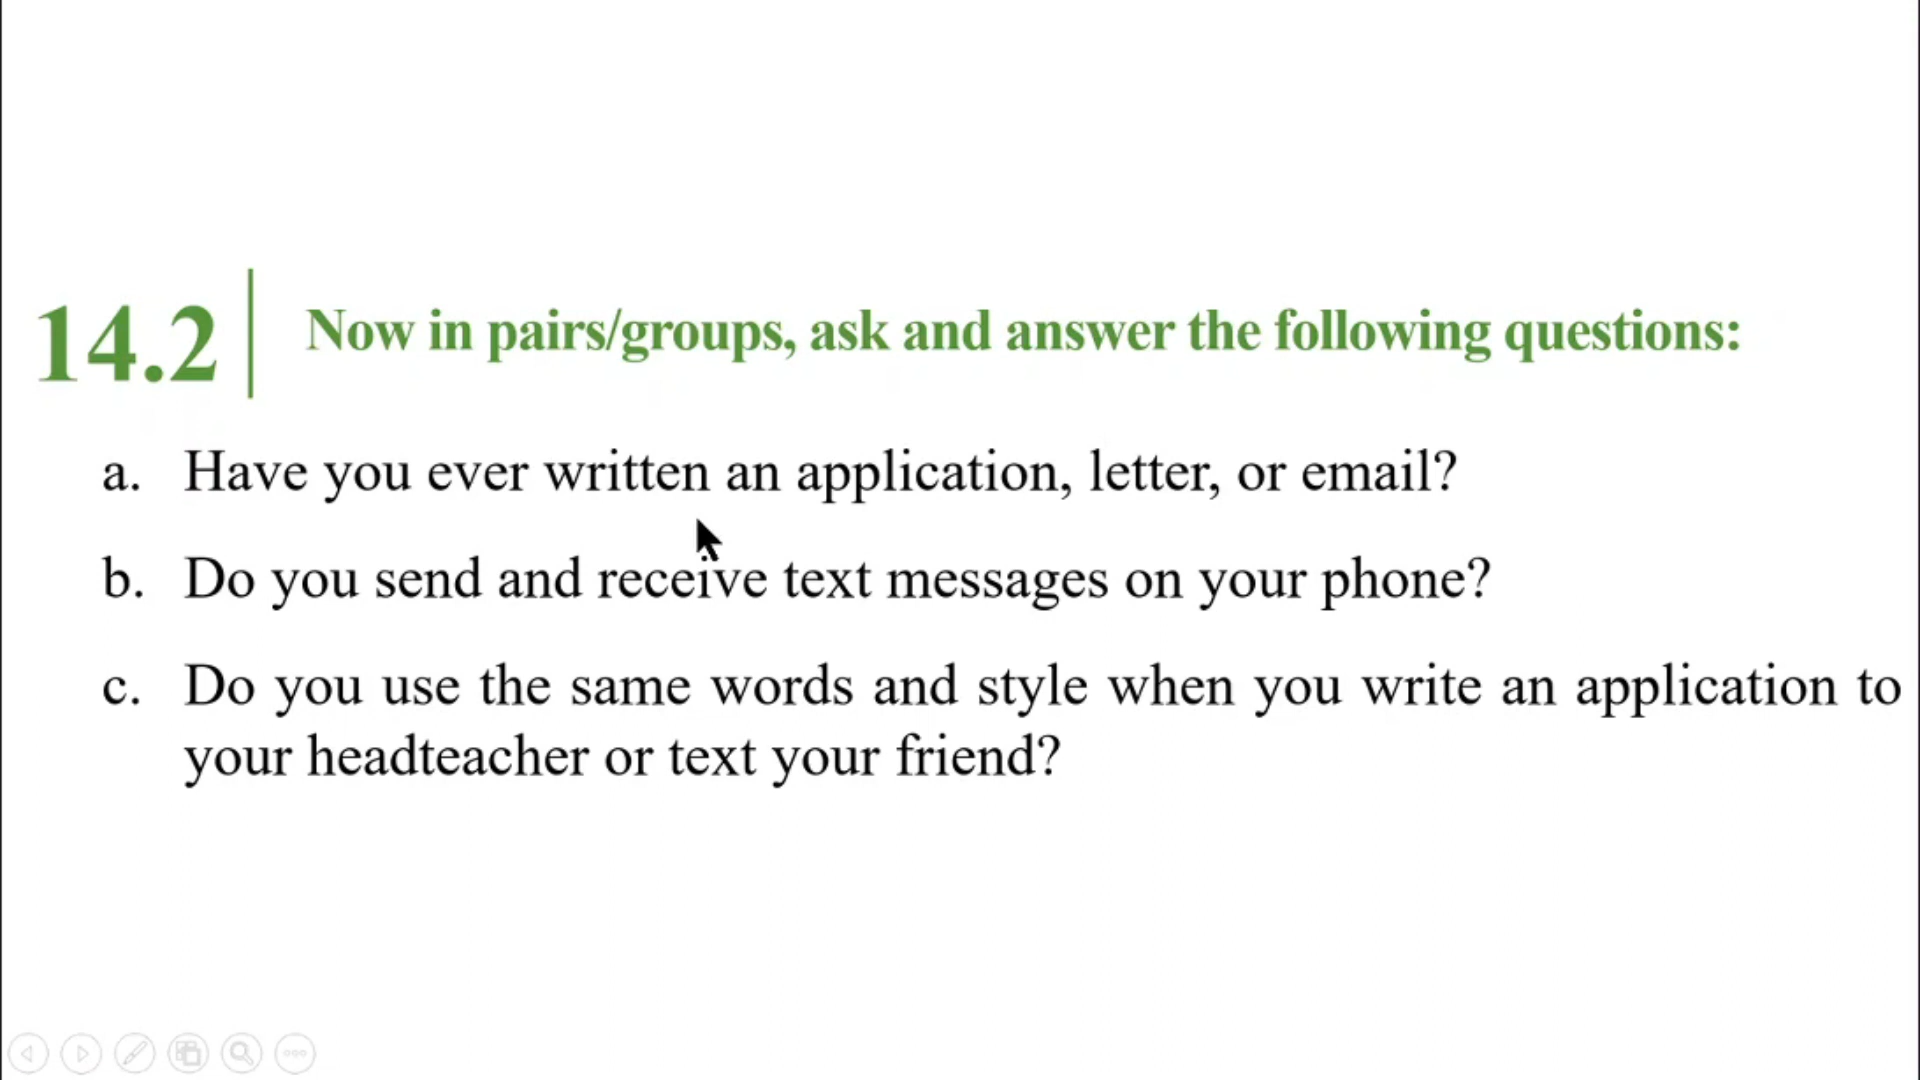 14.2 Now in pairs/groups, ask and answer the following questions:
a. Have you ever written an application, letter, or email?
b. Do you send and receive text messages on your phone?
c. Do you use the same words and style when you write an application to
your headteacher or text your friend?